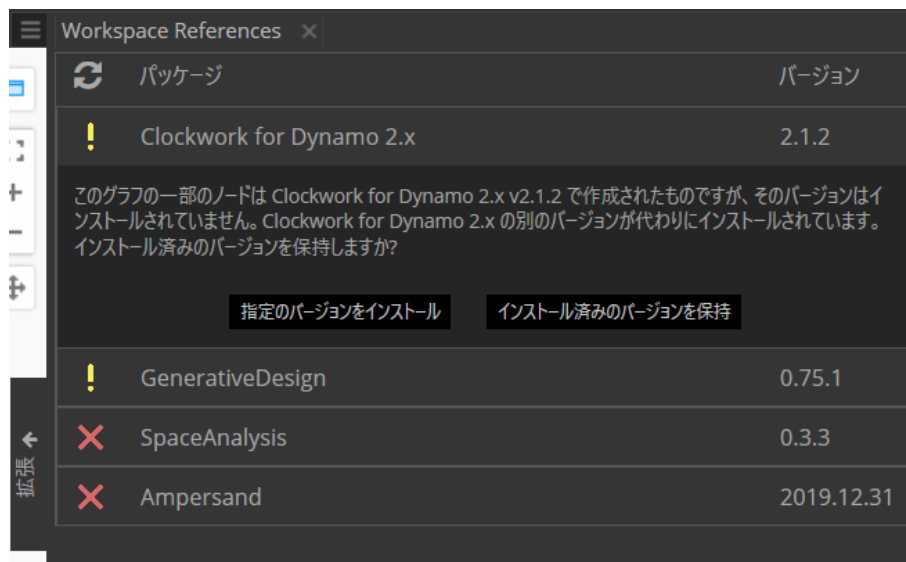 Workspace References
パッケージ バージョン
Clockwork for Dynamo 2.x 2.1.2
このグラフの一部のノードは Clockwork for Dynamo 2.x v2.1.2 で作成されたものですが、そのバージョンはイ
ンストールされていません。Clockwork for Dynamo 2.x の別のバージョンが代わりにインストールされています。
インストール済みのバージョンを保持しますか?
指定のバージョンをインストール インストール済みのバージョンを保持
GenerativeDesign 0.75.1
SpaceAnalysis 0.3.3
拡張
Ampersand 2019.12.31